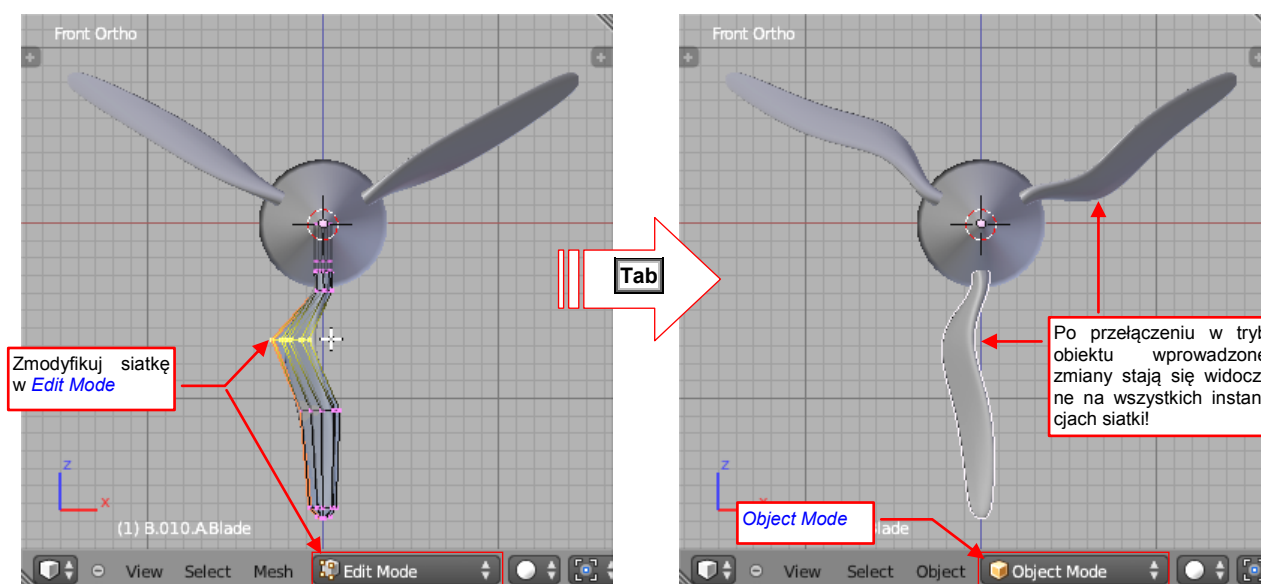 Front Ortho
Zmodyfikuj siatkę
w Edit Mode
z
x
(1) B.010.A.Blade
View Select Mesh Edit Mode
Tab
Front Ortho
Po przełączeniu w tryb
obiektu wprowadzone
zmiany stają się widocz-
ne na wszystkich instan-
cjach siatki!
z
x
Object Mode
lade
View Select Object Object Mode